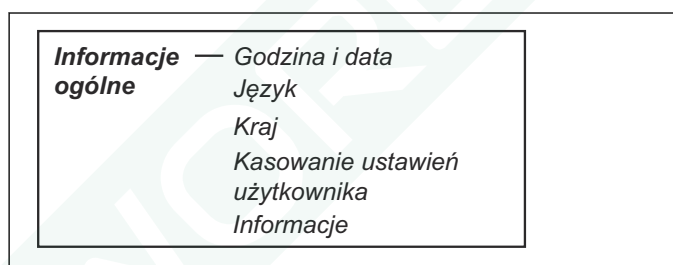 Informacje — Godzina i data
ogólne Język
Kraj
Kasowanie ustawień
użytkownika
Informacje